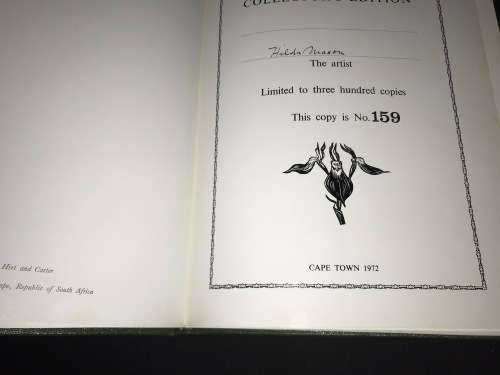 Hirt and Carter
Republic of South Africa
EDITION
Hilda Mason
The artist
Limited to three hundred copies
This copy is No. 159
CAPE TOWN 1972